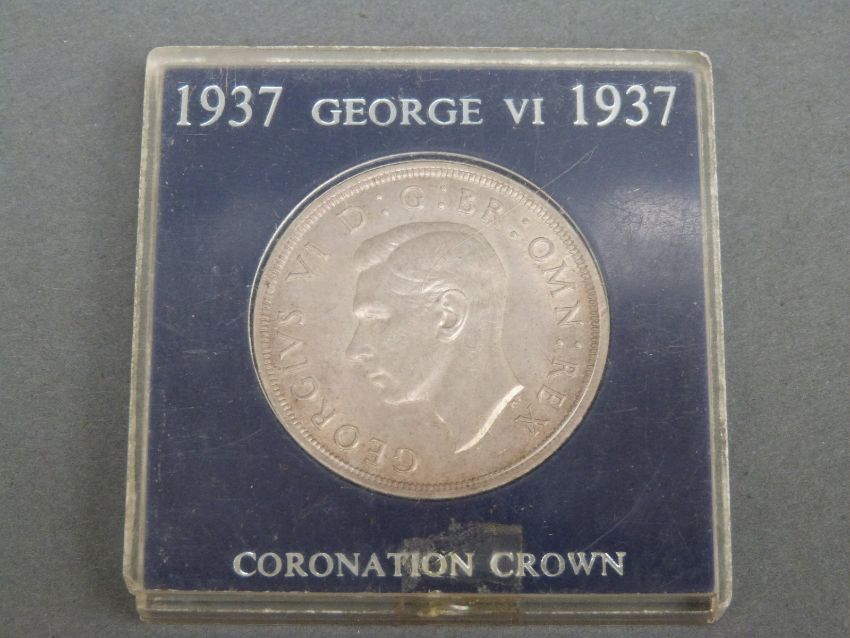 1937 GEORGE VI 1937
GEORGIVS VI D:G:BR:OMN:REX
CORONATION CROWN